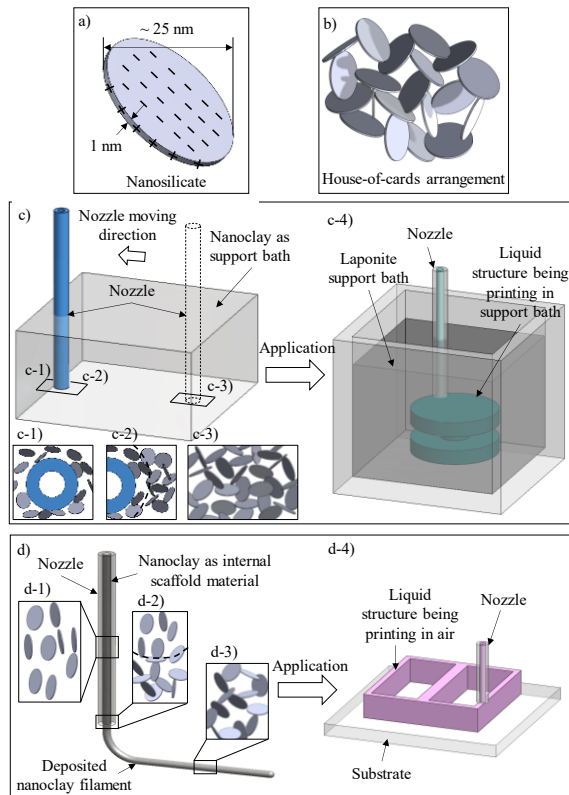 a)
~ 25 nm
1 nm
Nanosilicate
b)
House-of-cards arrangement
c)
Nozzle moving
direction
Nanoclay as
support bath
Nozzle
c-1)
c-2)
c-3)
c-1)
c-2)
c-3)
Application
c-4)
Nozzle
Laponite
support bath
Liquid
structure being
printing in
support bath
d)
Nozzle
Nanoclay as internal
scaffold material
d-1)
d-2)
d-3)
Deposited
nanoclay filament
Application
d-4)
Liquid
structure being
printing in air
Nozzle
Substrate